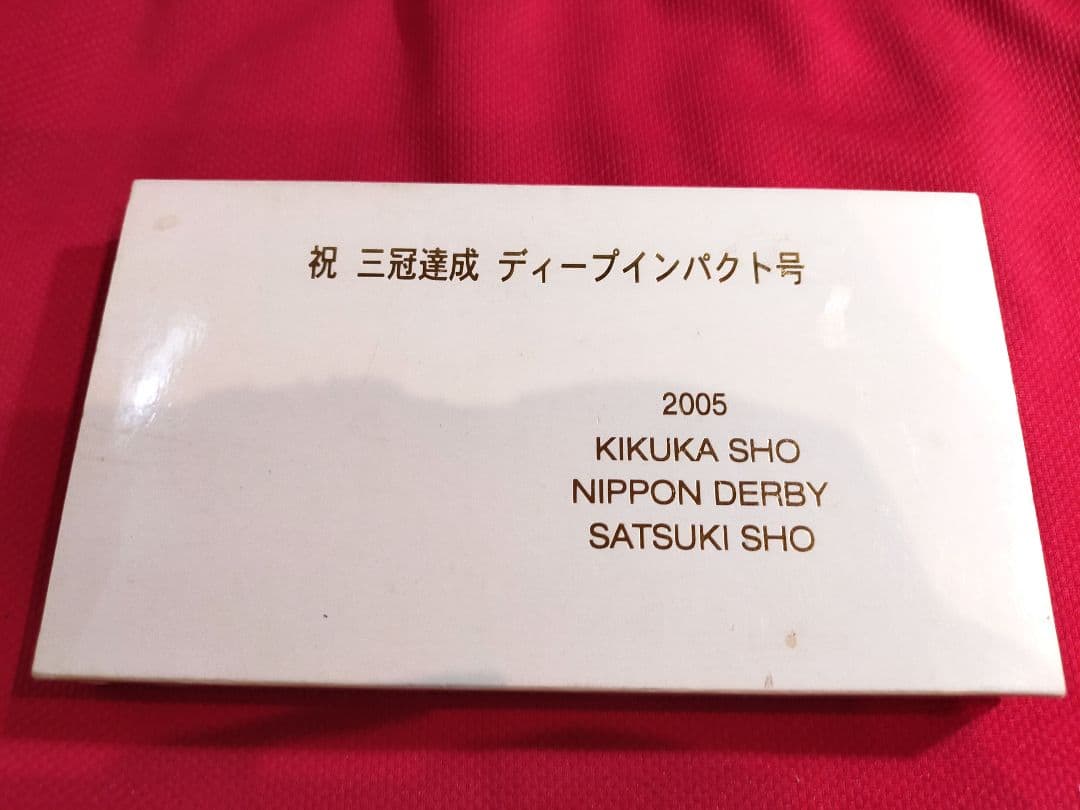 祝 三冠達成 ディープインパクト号
2005
KIKUKA SHO
NIPPON DERBY
SATSUKI SHO